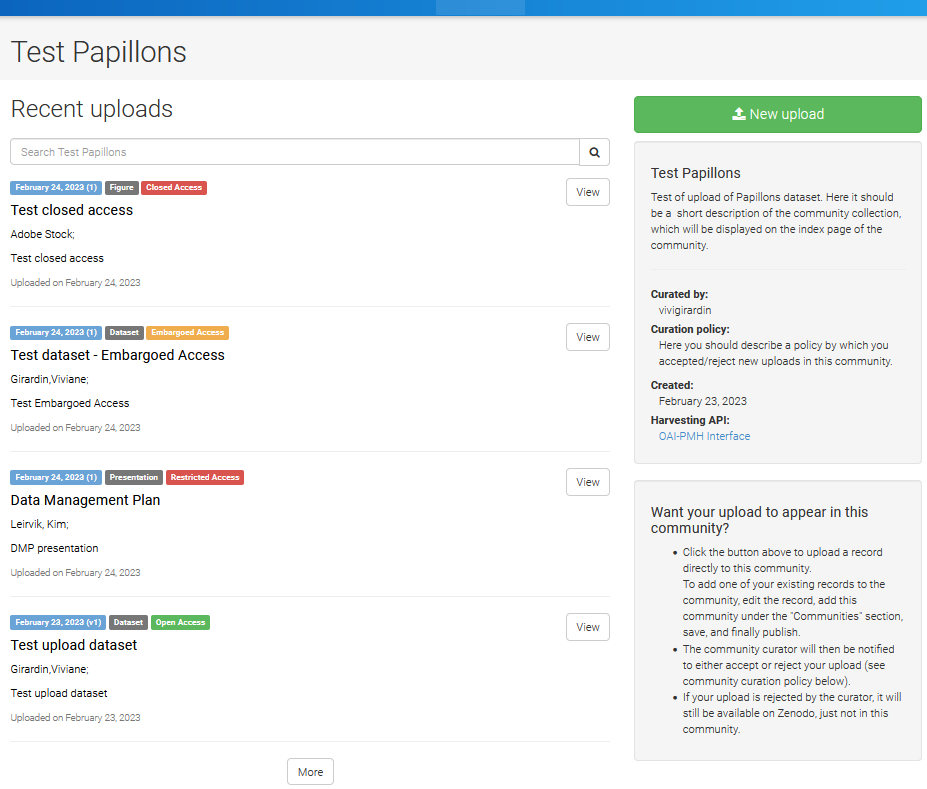 Test Papillons
Recent uploads
Search Test Papillons
February 24, 2023 (1) Figure Closed Access
View
Test closed access
Adobe Stock;
Test closed access
Uploaded on February 24, 2023
February 24, 2023 (1) Dataset Embargoed Access
View
Test dataset - Embargoed Access
Girardin,Viviane;
Test Embargoed Access
Uploaded on February 24, 2023
February 24, 2023 (1) Presentation Restricted Access
View
Data Management Plan
Leirvik, Kim;
DMP presentation
Uploaded on February 24, 2023
February 23, 2023 (v1) Dataset Open Access
View
Test upload dataset
Girardin,Viviane;
Test upload dataset
Uploaded on February 23, 2023
More
New upload
Test Papillons
Test of upload of Papillons dataset. Here it should
be a  short description of the community collection,
which will be displayed on the index page of the
community.
Curated by:
vivigirardin
Curation policy:
Here you should describe a policy by which you
accepted/reject new uploads in this community.
Created:
February 23, 2023
Harvesting API:
OAI-PMH Interface
Want your upload to appear in this
community?
• Click the button above to upload a record
directly to this community.
To add one of your existing records to the
community, edit the record, add this
community under the "Communities" section,
save, and finally publish.
• The community curator will then be notified
to either accept or reject your upload (see
community curation policy below).
• If your upload is rejected by the curator, it will
still be available on Zenodo, just not in this
community.